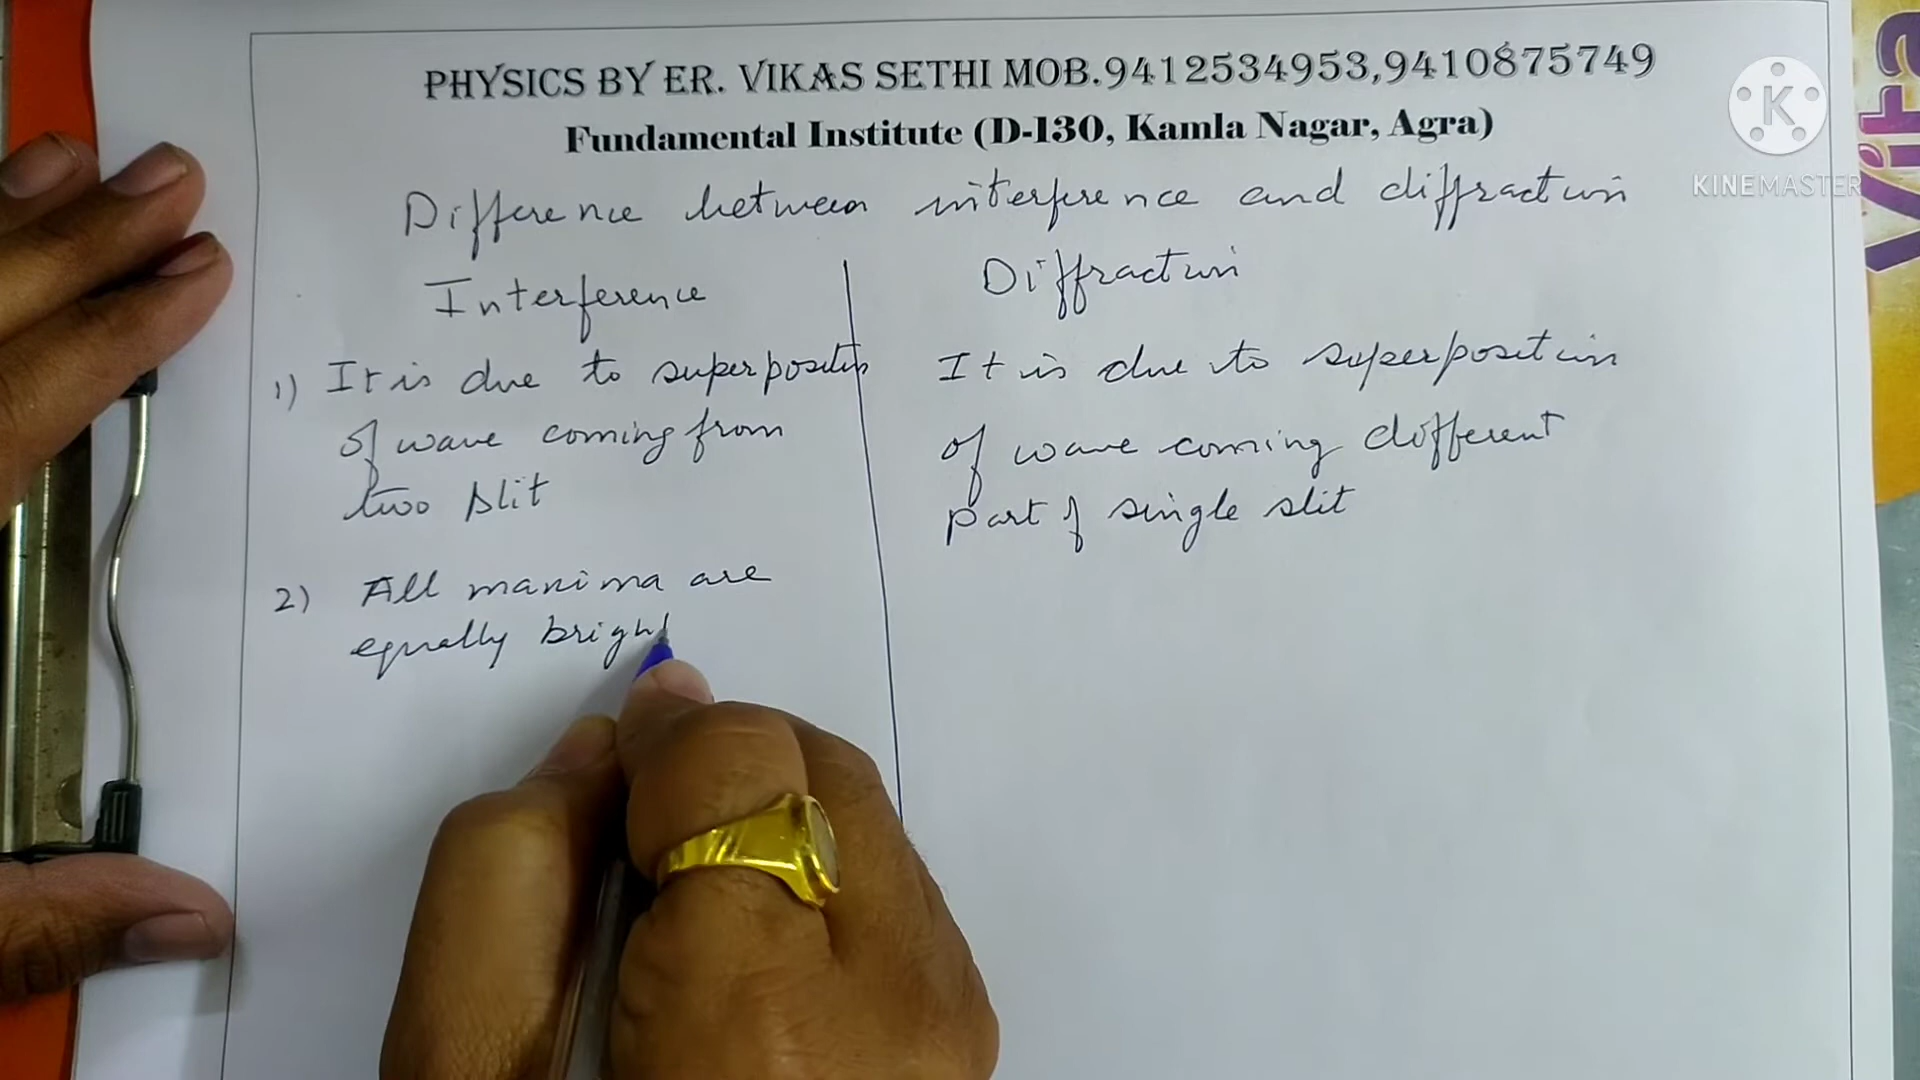 PHYSICS BY ER. VIKAS SETHI MOB.9412534953,9410875749
Fundamental Institute (D-130, Kamla Nagar, Agra)
K
KINEMASTER
Vita
Difference between interference and diffraction
Interference
Diffraction
1) It is due to superposition
of wave coming from
two slit
It is due to superposition
of wave coming different
part of single slit
2) All maxima are
equally bright